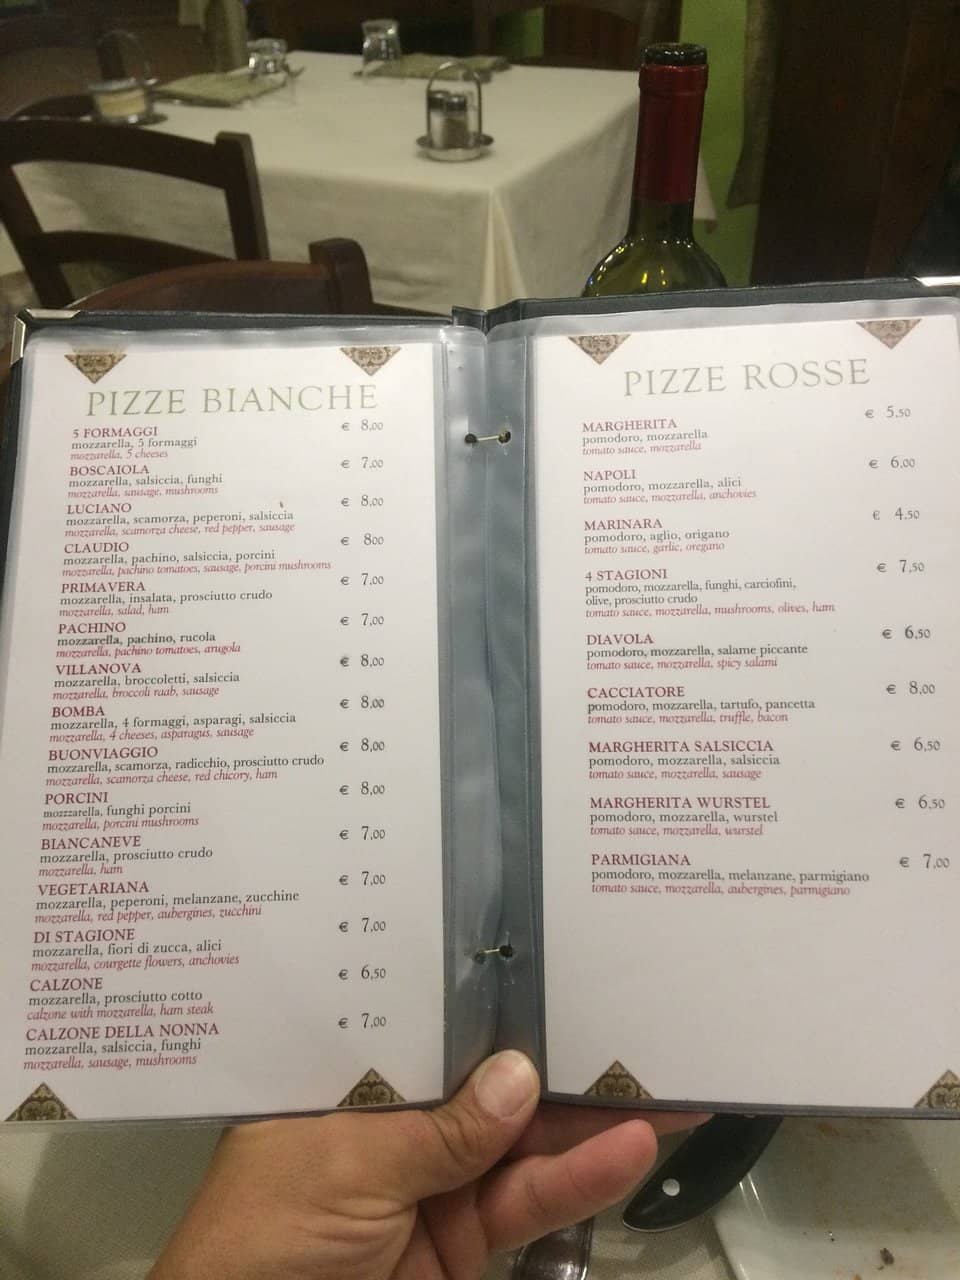 PIZZE BIANCHE
5 FORMAGGI € 8,00
mozzarella, 5 formaggi
mozzarella, 5 cheeses
BOSCAIOLA € 7,00
mozzarella, salsiccia, funghi
mozzarella, sausage, mushrooms
LUCIANO € 8,00
mozzarella, scamorza, peperoni, salsiccia
mozzarella, scamorza cheese, red pepper, sausage
CLAUDIO € 800
mozzarella, pachino, salsiccia, porcini
mozzarella, pachino tomatoes, sausage, porcini mushrooms
PRIMAVERA € 7,00
mozzarella, insalata, prosciutto crudo
mozzarella, salad, ham
PACHINO € 7,00
mozzarella, pachino, rucola
mozzarella, pachino tomatoes, arugola
VILLANOVA € 8,00
mozzarella, broccoletti, salsiccia
mozzarella, broccoli raab, sausage
BOMBA € 8,00
mozzarella, 4 formaggi, asparagi, salsiccia
mozzarella, 4 cheeses, asparagus, sausage
BUONVIAGGIO € 8,00
mozzarella, scamorza, radicchio, prosciutto crudo
mozzarella, scamorza cheese, red chicory, ham
PORCINI € 8,00
mozzzarella, funghi porcini
mozzarella, porcini mushrooms
BIANCANEVE € 7,00
mozzarella, prosciutto crudo
mozzarella, ham
VEGETARIANA € 7,00
mozzarella, peperoni, melanzane, zucchine
mozzarella, red pepper, aubergines, zucchini
DI STAGIONE € 7,00
mozzarella, fiori di zucca, alici
mozzarella, courgette flowers, anchovies
CALZONE € 6,50
mozzarella, prosciutto cotto
calzone with mozzarella, ham steak
CALZONE DELLA NONNA € 7,00
mozzarella, salsiccia, funghi
mozzarella, sausage, mushrooms
PIZZE ROSSE
MARGHERITA € 5,50
pomodoro, mozzarella
tomato sauce, mozzarella
NAPOLI € 6,00
pomodoro, mozzarella, alici
tomato sauce, mozzarella, anchovies
MARINARA € 4,50
pomodoro, aglio, origano
tomato sauce, garlic, oregano
4 STAGIONI € 7,50
pomodoro, mozzarella, funghi, carciofini,
olive, prosciutto crudo
tomato sauce, mozzarella, mushrooms, olives, ham
DIAVOLA € 6,50
pomodoro, mozzarella, salame piccante
tomato sauce, mozzarella, spicy salami
CACCIATORE € 8,00
pomodoro, mozzarella, tartufo, pancetta
tomato sauce, mozzarella, truffle, bacon
MARGHERITA SALSICCIA € 6,50
pomodoro, mozzarella, salsiccia
tomato sauce, mozzarella, sausage
MARGHERITA WURSTEL € 6,50
pomodoro, mozzarella, wurstel
tomato sauce, mozzarella, wurstel
PARMIGIANA € 7,00
pomodoro, mozzarella, melanzane, parmigiano
tomato sauce, mozzarella, aubergines, parmigiano